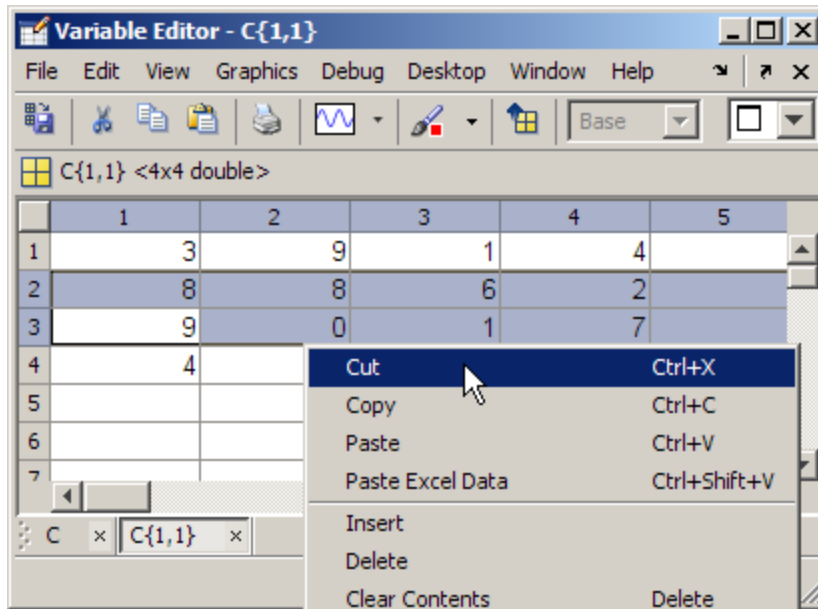 Variable Editor - C{1,1}
File Edit View Graphics Debug Desktop Window Help
Base
C{1,1} <4x4 double>
1 2 3 4 5
1 3 9 1 4
2 8 8 6 2
3 9 0 1 7
4 4
5
6
7
Cut Ctrl+X
Copy Ctrl+C
Paste Ctrl+V
Paste Excel Data Ctrl+Shift+V
Insert
Delete
Clear Contents Delete
C C{1,1}